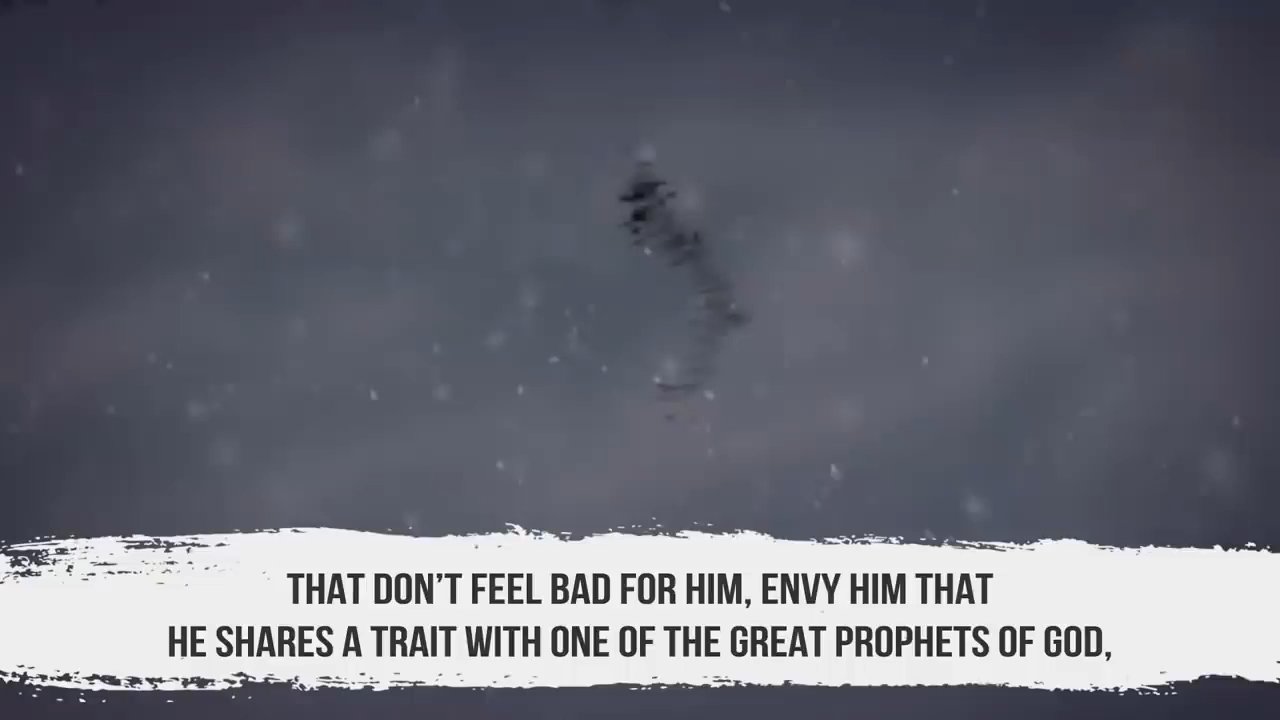 THAT DON'T FEEL BAD FOR HIM, ENVY HIM THAT
HE SHARES A TRAIT WITH ONE OF THE GREAT PROPHETS OF GOD,